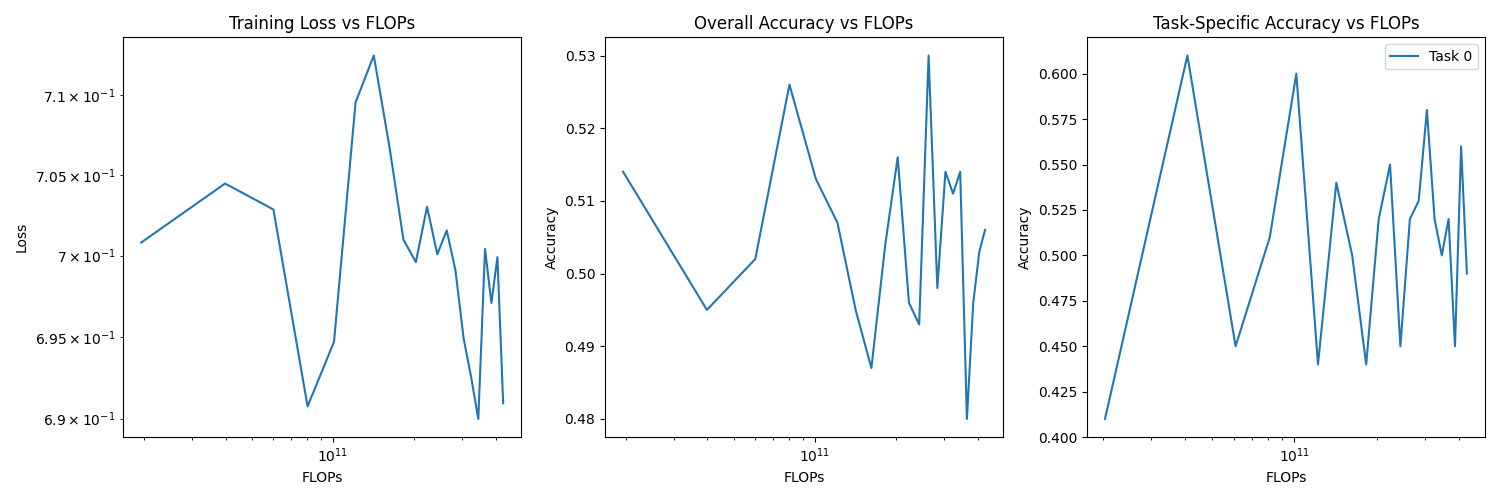 Training Loss vs FLOPs
Loss
7.1 × 10⁻¹
7.05 × 10⁻¹
7 × 10⁻¹
6.95 × 10⁻¹
6.9 × 10⁻¹
10¹¹
FLOPs
Overall Accuracy vs FLOPs
Accuracy
0.53
0.52
0.51
0.50
0.49
0.48
10¹¹
FLOPs
Task-Specific Accuracy vs FLOPs
Task 0
Accuracy
0.600
0.575
0.550
0.525
0.500
0.475
0.450
0.425
0.400
10¹¹
FLOPs